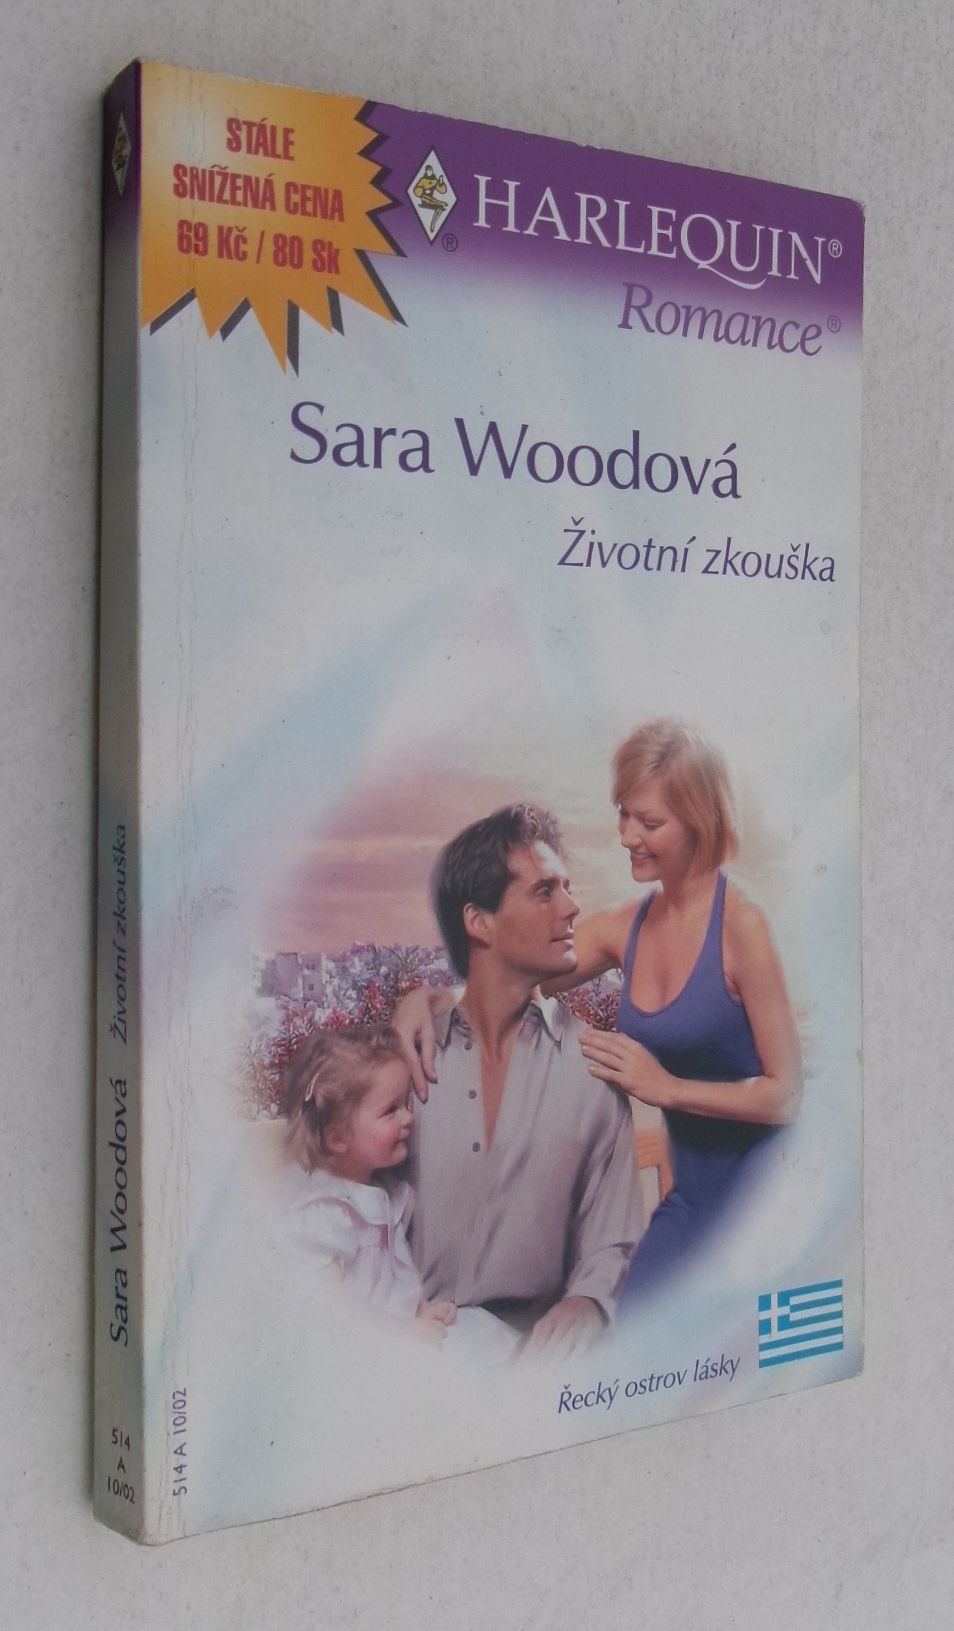 STÁLE
SNÍŽENÁ CENA
69 Kč / 80 Sk
HARLEQUIN®
Romance®
Sara Woodová
Životní zkouška
Řecký ostrov lásky
514 A 10/02
Sara Woodová Životní zkouška
514
A
10/02